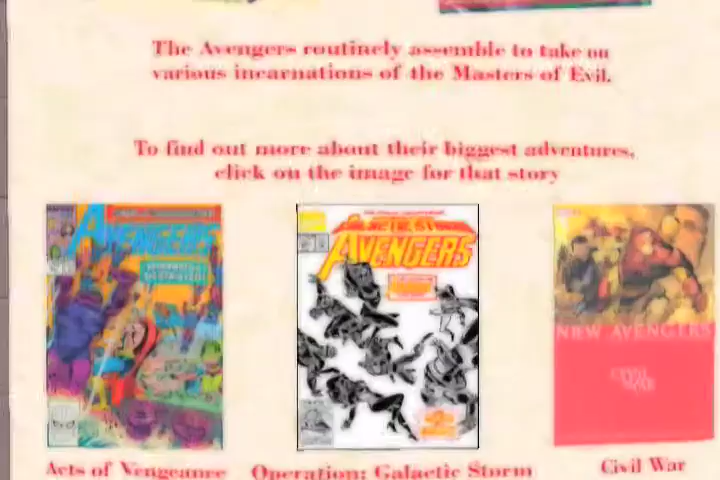 The Avengers routinely assemble to take on
various incarnations of the Masters of Evil.
To find out more about their biggest adventures,
click on the image for that story
AVENGERS
GALACTIC STORM
AVENGERS
NEW AVENGERS
CIVIL
WAR
Acts of Vengeance
Operation: Galactic Storm
Civil War